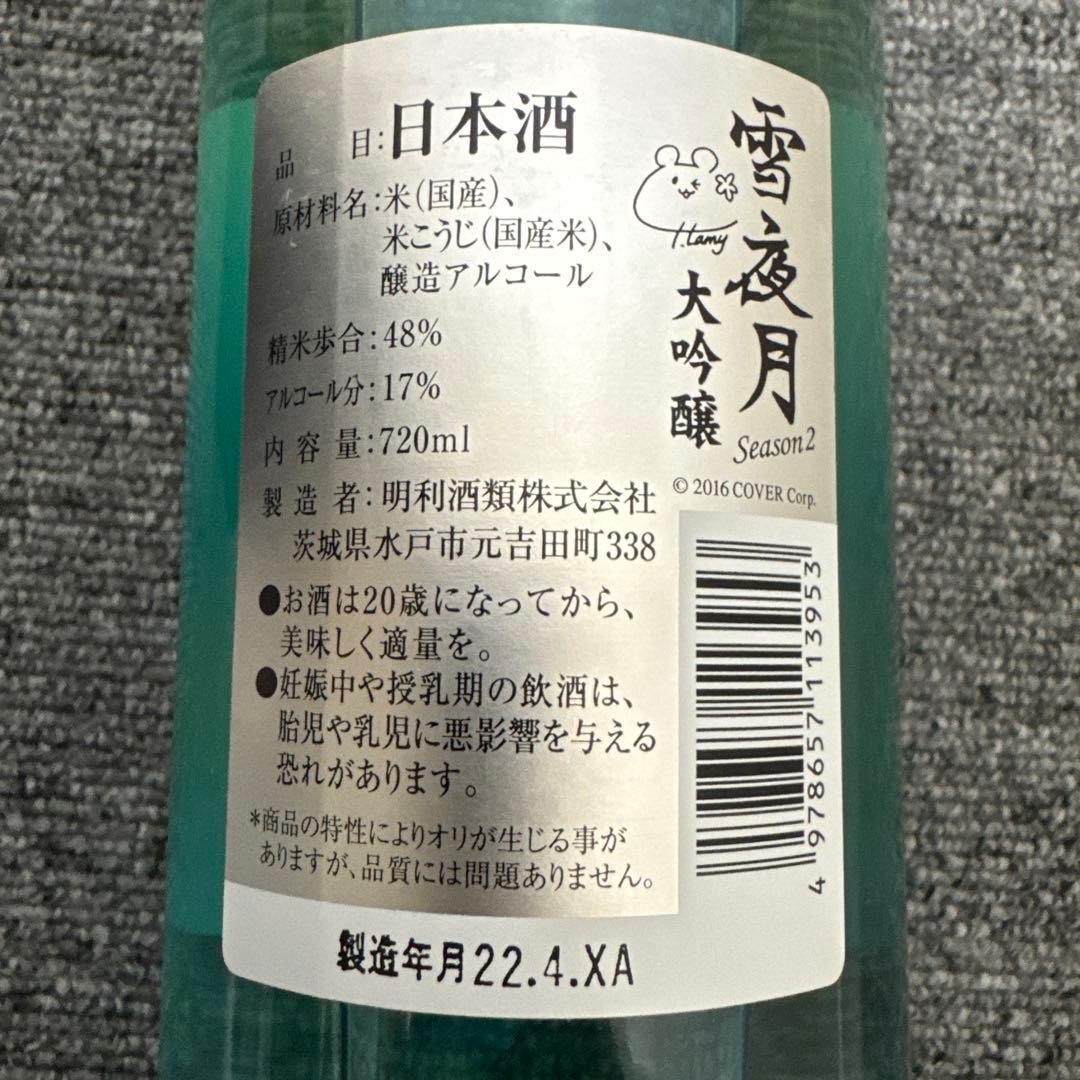 雪夜月
大吟醸
Season2
l.lamy
© 2016 COVER Corp.
品目:日本酒
原材料名:米(国産)、
米こうじ(国産米)、
醸造アルコール
精米歩合:48%
アルコール分:17%
内容量:720ml
製造者:明利酒類株式会社
茨城県水戸市元吉田町338
●お酒は20歳になってから、
美味しく適量を。
●妊娠中や授乳期の飲酒は、
胎児や乳児に悪影響を与える
恐れがあります。
*商品の特性によりオリが生じる事が
ありますが、品質には問題ありません。
4978657113953
製造年月22.4.XA